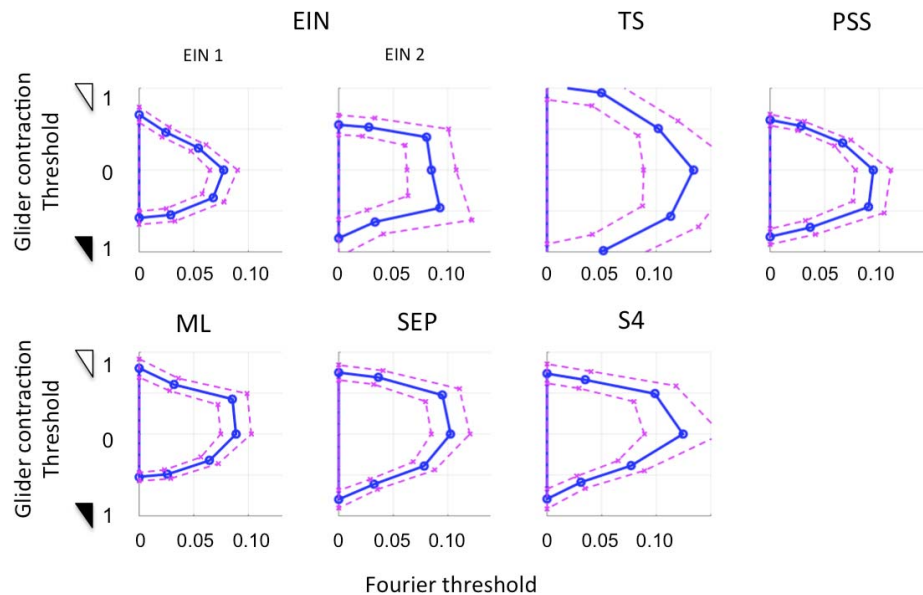 EIN
TS
PSS
EIN 1
EIN 2
Glider contraction
Threshold
1
0
1
0 0.05 0.10
0 0.05 0.10
0 0.05 0.10
0 0.05 0.10
ML
SEP
S4
Glider contraction
Threshold
1
0
1
0 0.05 0.10
0 0.05 0.10
0 0.05 0.10
Fourier threshold